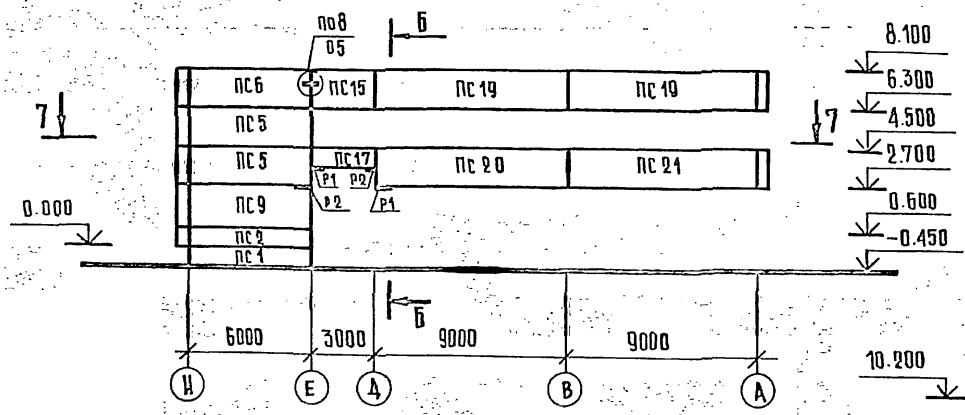 по8
05
Б
8.100
ПС6
ПС15
ПС19
ПС19
6.300
7
ПС5
7
4.500
ПС5
ПС17
ПС20
ПС21
2.700
Р1 Р2
ПС9
Р2
Р1
0.000
0.600
ПС2
-0.450
ПС1
Б
6000
3000
9000
9000
10.200
И
Е
Д
В
А